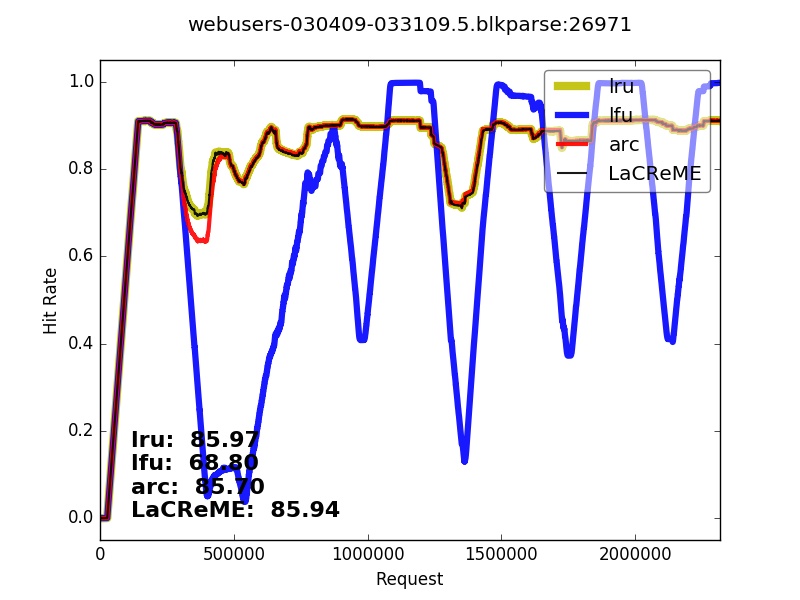 webusers-030409-033109.5.blkparse:26971
1.0
0.8
0.6
0.4
0.2
0.0
Hit Rate
lru
lfu
arc
LaCReME
lru: 85.97
lfu: 68.80
arc: 85.70
LaCReME: 85.94
0 500000 1000000 1500000 2000000
Request